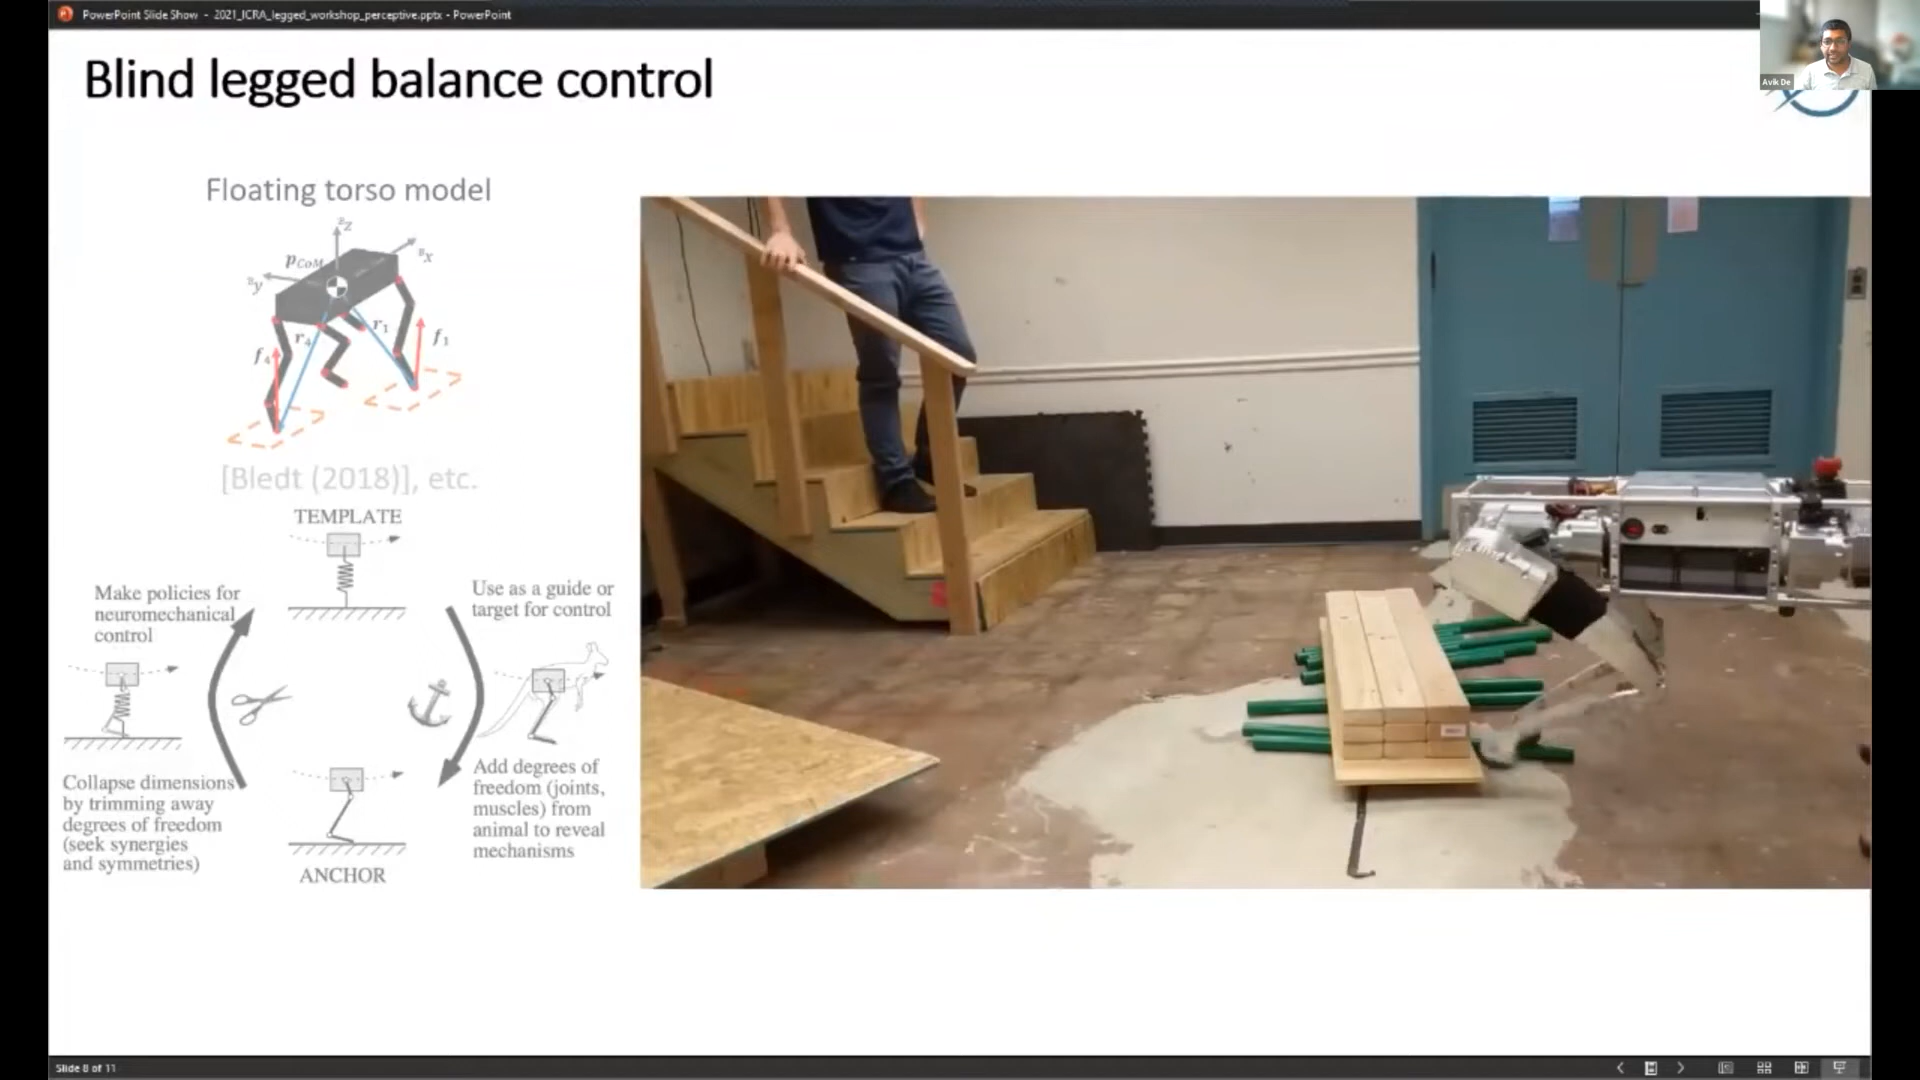 PowerPoint Slide Show - 2021_ICRA_legged_workshop_perceptive.pptx - PowerPoint
Avik De
Blind legged balance control
Floating torso model
z
p_CoM
x
y
r_4
r_1
f_4
f_1
[Bledt (2018)], etc.
TEMPLATE
Make policies for
neuromechanical
control
Use as a guide or
target for control
Collapse dimensions
by trimming away
degrees of freedom
(seek synergies
and symmetries)
Add degrees of
freedom (joints,
muscles) from
animal to reveal
mechanisms
ANCHOR
Slide 8 of 11